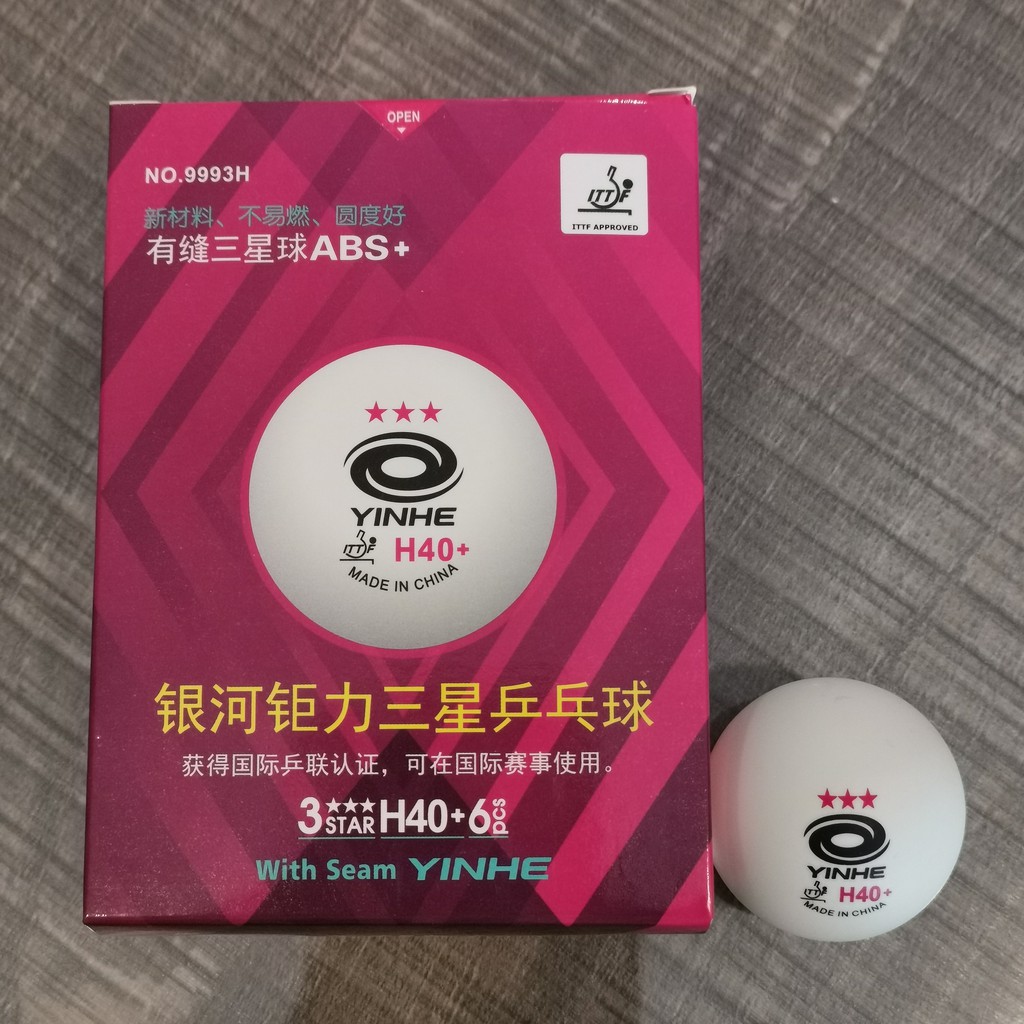 OPEN
NO.9993H
ITTF
ITTF APPROVED
新材料、不易燃、圆度好
有缝三星球ABS+
YINHE
ITTF H40+
MADE IN CHINA
银河钜力三星乒乓球
获得国际乒联认证，可在国际赛事使用。
3 STAR H40+ 6 pcs
With Seam YINHE
YINHE
ITTF H40+
MADE IN CHINA